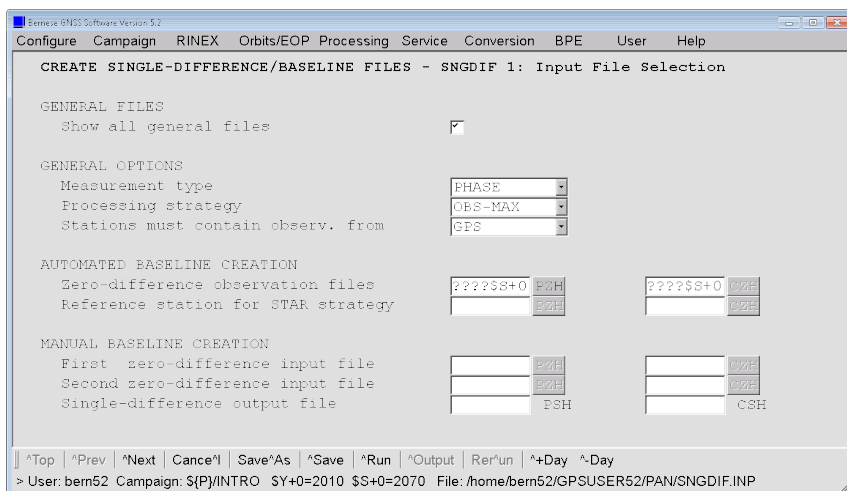 Bernese GNSS Software Version 5.2
Configure Campaign RINEX Orbits/EOP Processing Service Conversion BPE User Help
CREATE SINGLE-DIFFERENCE/BASELINE FILES - SNGDIF 1: Input File Selection
GENERAL FILES
Show all general files
GENERAL OPTIONS
Measurement type PHASE
Processing strategy OBS-MAX
Stations must contain observ. from GPS
AUTOMATED BASELINE CREATION
Zero-difference observation files ????$S+0 PZH ????$S+0 CZH
Reference station for STAR strategy PZH CZH
MANUAL BASELINE CREATION
First zero-difference input file PZH CZH
Second zero-difference input file PZH CZH
Single-difference output file PSH CSH
^Top | ^Prev | ^Next | Cance^l | Save^As | ^Save | ^Run | ^Output | Rer^un | ^+Day ^-Day
> User: bern52 Campaign: ${P}/INTRO $Y+0=2010 $S+0=2070 File: /home/bern52/GPSUSER52/PAN/SNGDIF.INP